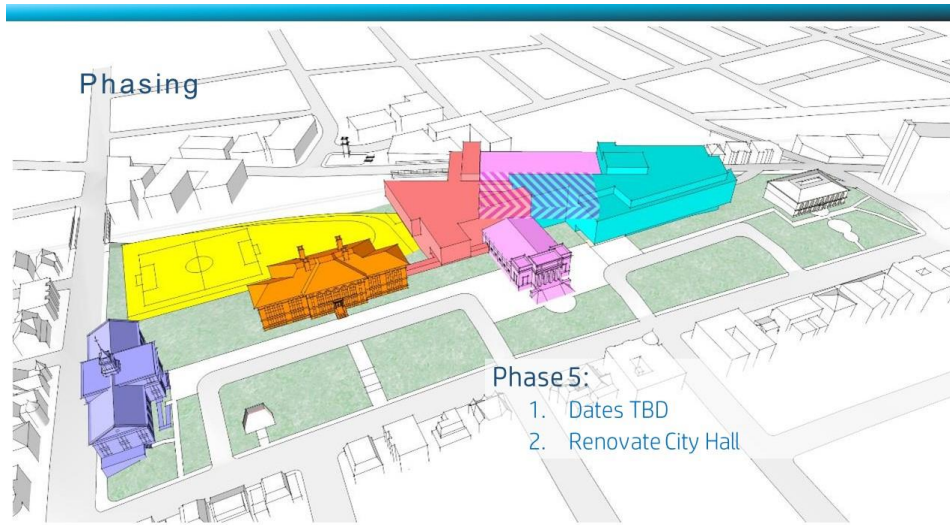 Phasing
Phase 5:
1. Dates TBD
2. Renovate City Hall